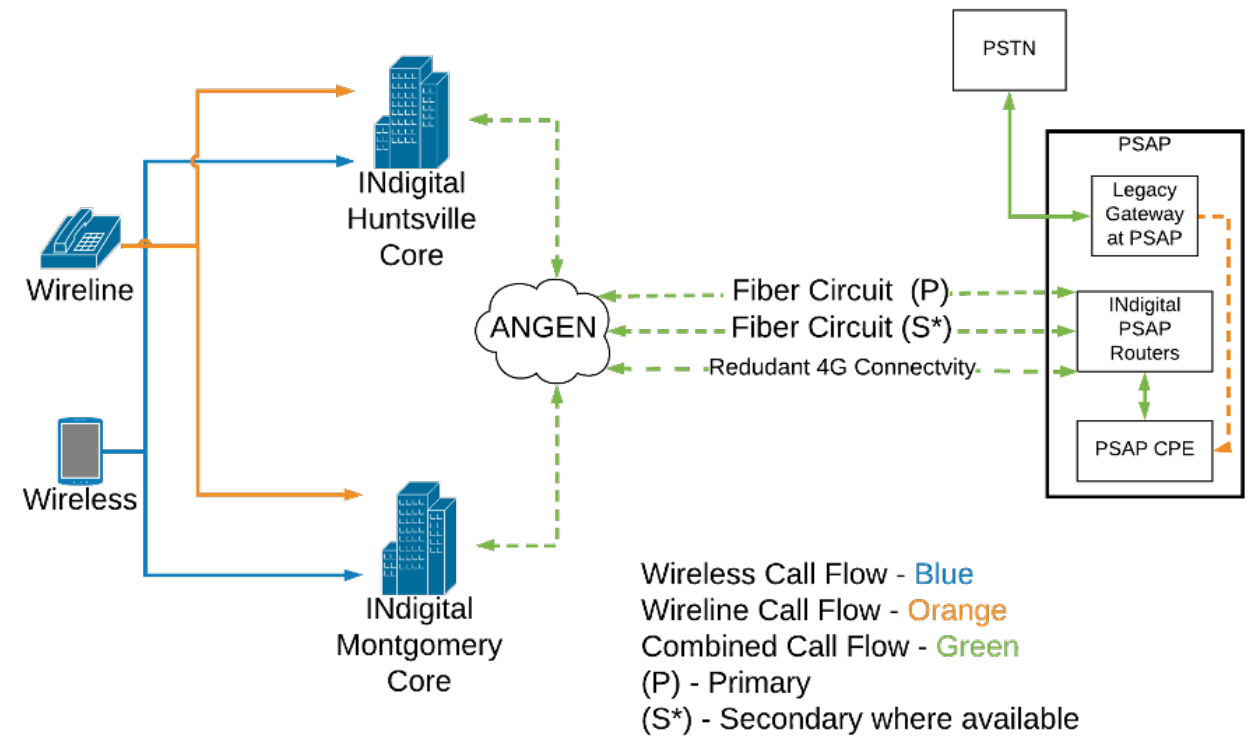 PSTN
PSAP
Legacy
Gateway
at PSAP
INdigital
Huntsville
Core
Wireline
ANGEN
Fiber Circuit (P)
Fiber Circuit (S*)
Redudant 4G Connectvity
INdigital
PSAP
Routers
PSAP CPE
Wireless
INdigital
Montgomery
Core
Wireless Call Flow - Blue
Wireline Call Flow - Orange
Combined Call Flow - Green
(P) - Primary
(S*) - Secondary where available